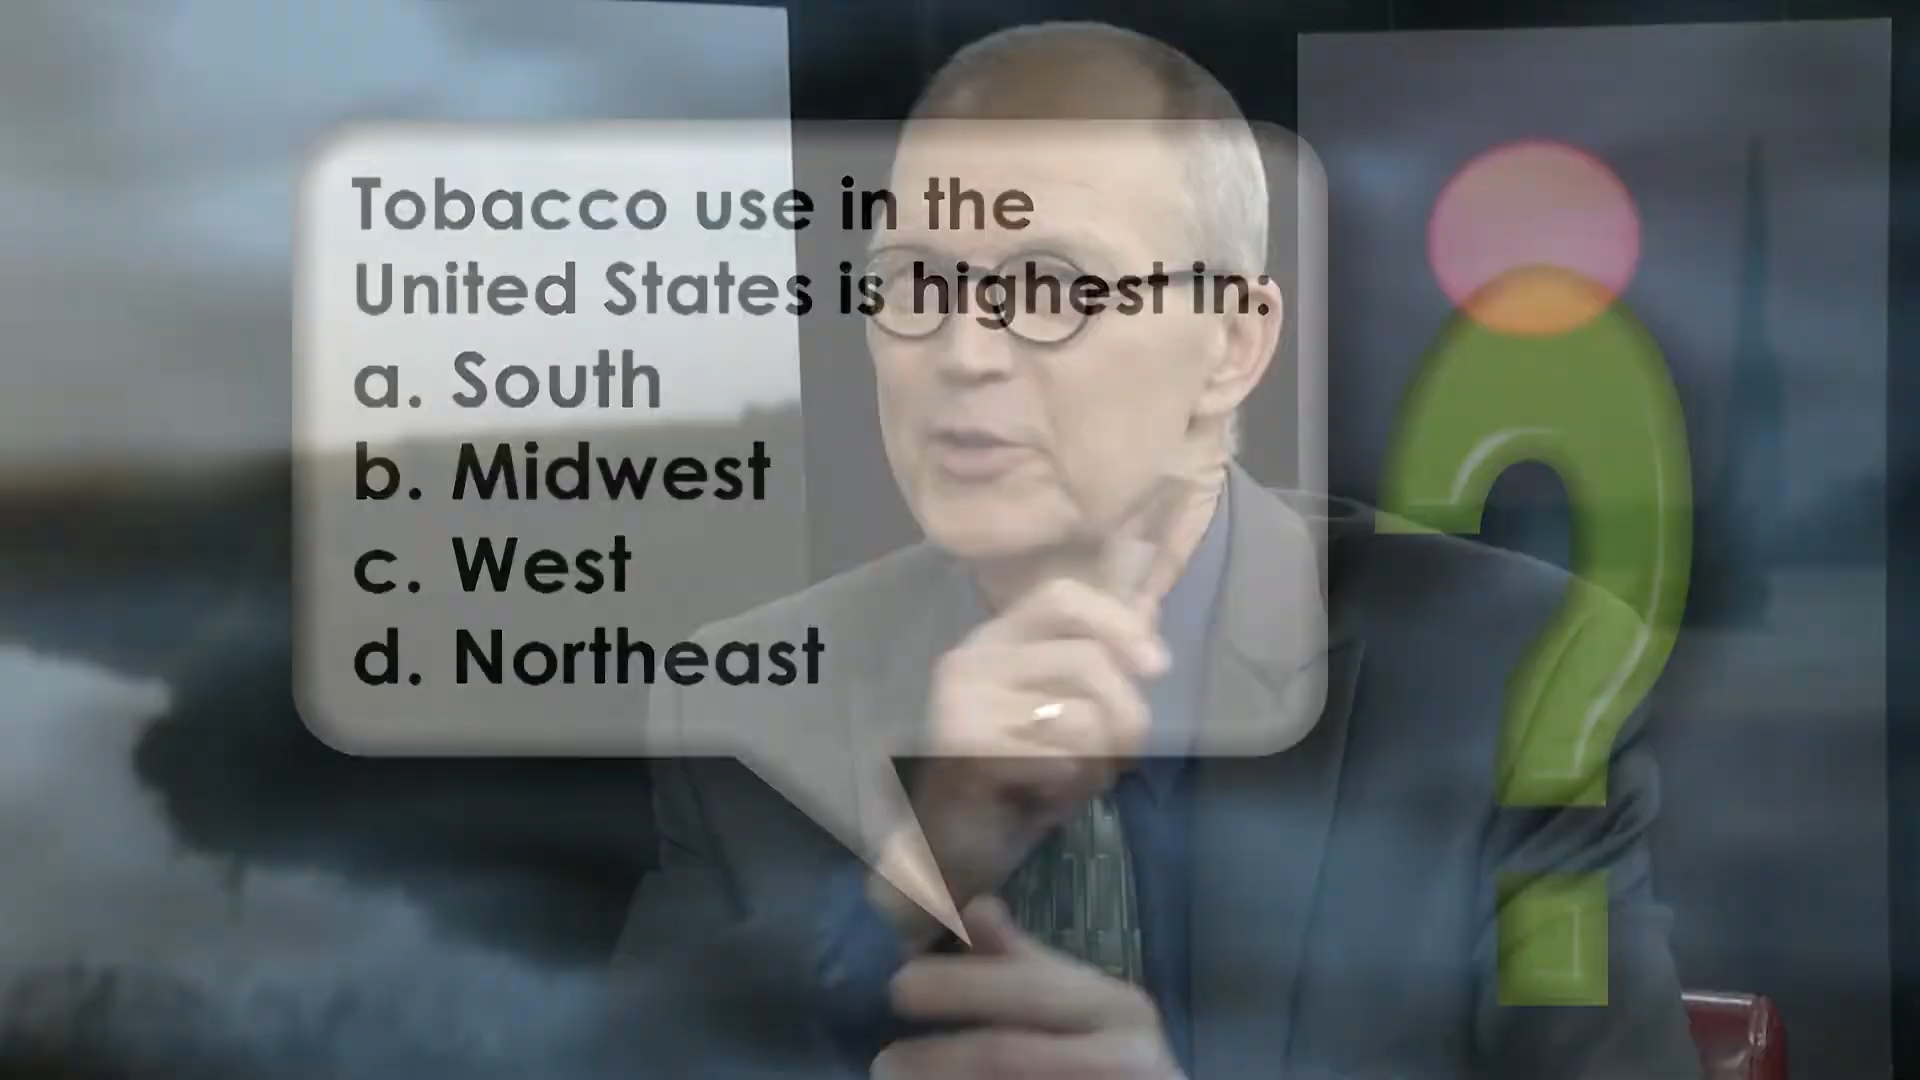 Tobacco use in the
United States is highest in:
a. South
b. Midwest
c. West
d. Northeast
?